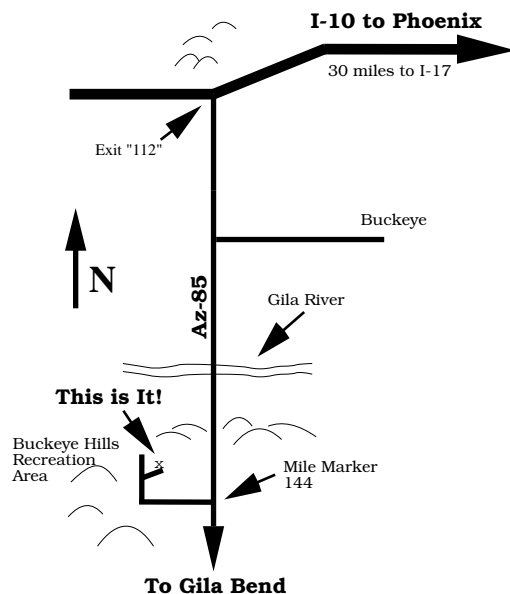 I-10 to Phoenix
30 miles to I-17
Exit "112"
Buckeye
N
Az-85
Gila River
This is It!
Buckeye Hills
Recreation
Area
x
Mile Marker
144
To Gila Bend